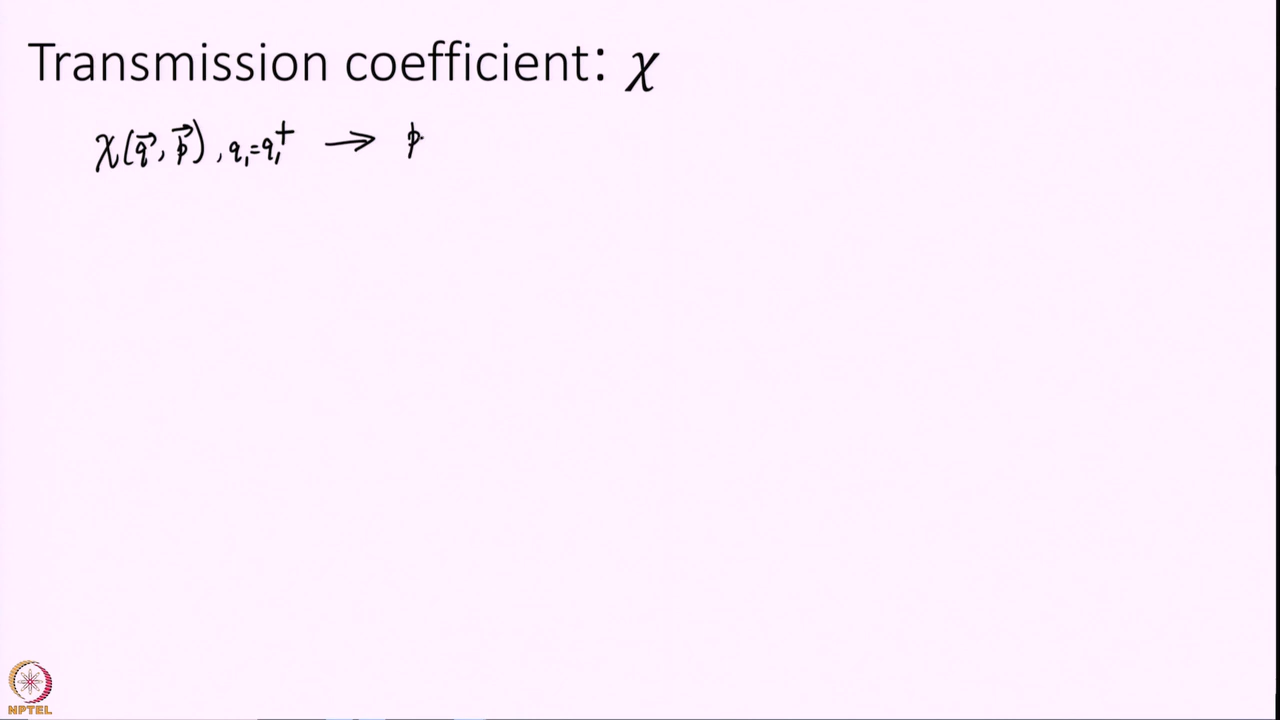 Transmission coefficient: χ
χ(q⃗, p⃗), q₁=q₁⁺ → p
NPTEL